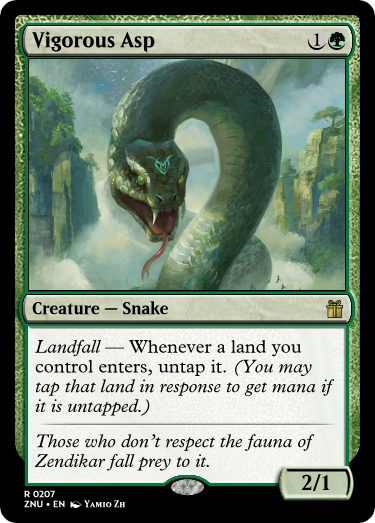 Vigorous Asp 1
Creature — Snake
Landfall — Whenever a land you
control enters, untap it. (You may
tap that land in response to get mana if
it is untapped.)
Those who don't respect the fauna of
Zendikar fall prey to it.
2/1
R 0207
ZNU • EN Yamio Zh